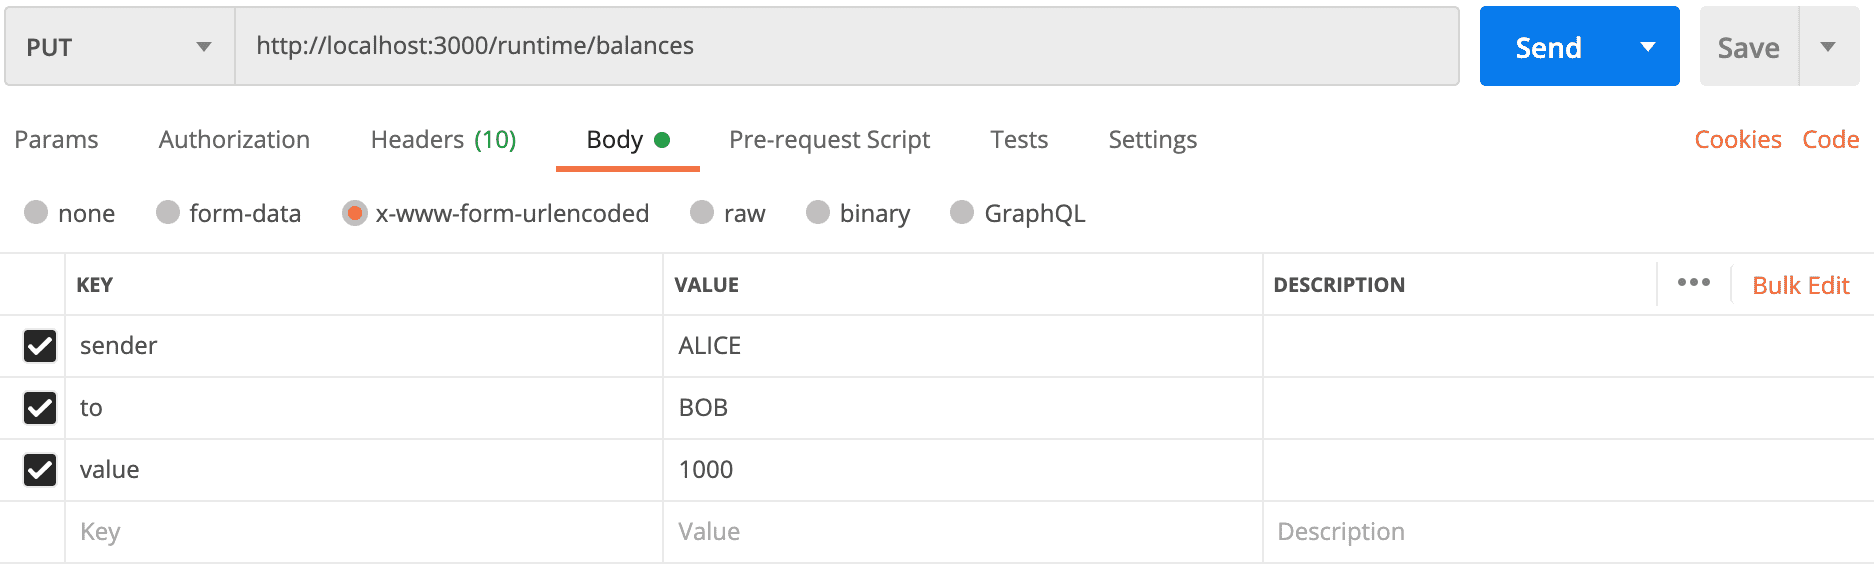 PUT http://localhost:3000/runtime/balances Send Save
Params Authorization Headers (10) Body Pre-request Script Tests Settings Cookies Code
none form-data x-www-form-urlencoded raw binary GraphQL
KEY VALUE DESCRIPTION ••• Bulk Edit
sender ALICE
to BOB
value 1000
Key Value Description